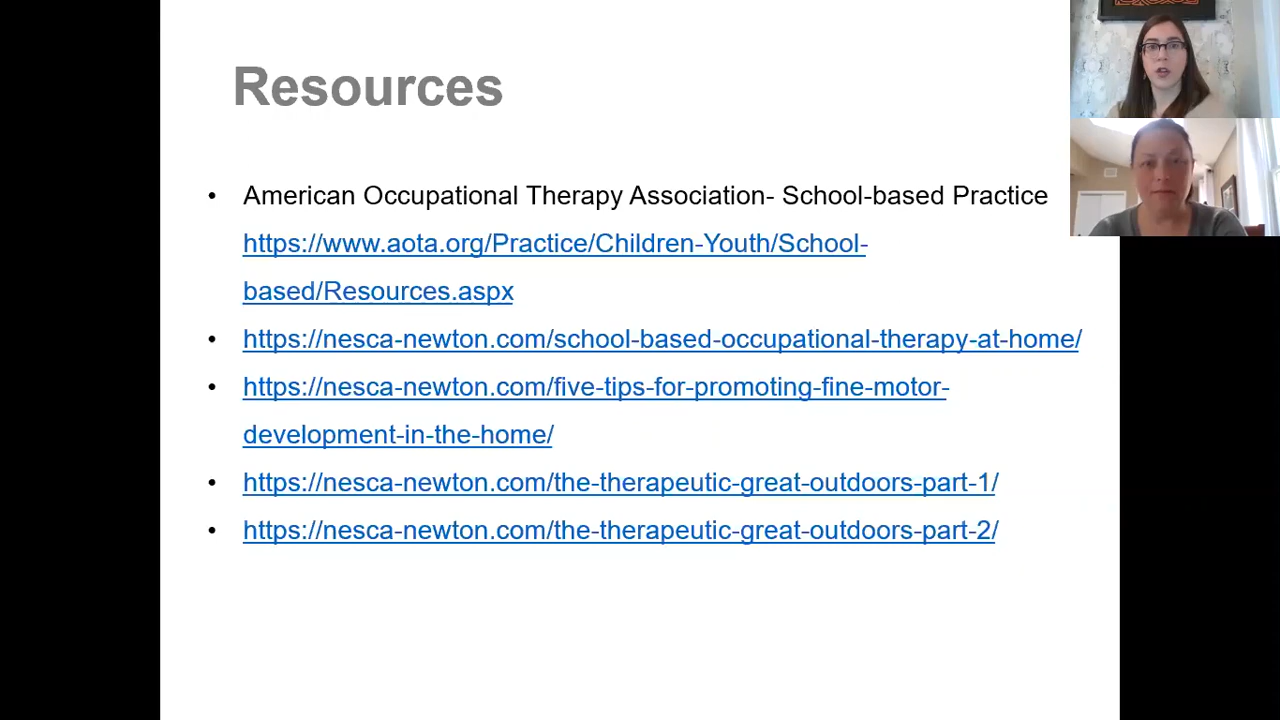 Resources
• American Occupational Therapy Association- School-based Practice
https://www.aota.org/Practice/Children-Youth/School-
based/Resources.aspx
• https://nesca-newton.com/school-based-occupational-therapy-at-home/
• https://nesca-newton.com/five-tips-for-promoting-fine-motor-
development-in-the-home/
• https://nesca-newton.com/the-therapeutic-great-outdoors-part-1/
• https://nesca-newton.com/the-therapeutic-great-outdoors-part-2/